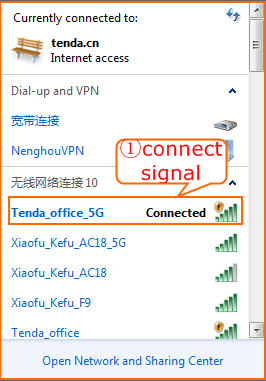 Currently connected to:
tenda.cn
Internet access
Dial-up and VPN
宽带连接
NenghouVPN
①connect
signal
无线网络连接 10
Tenda_office_5G Connected
Xiaofu_Kefu_AC18_5G
Xiaofu_Kefu_AC18
Xiaofu_Kefu_F9
Tenda_office
Open Network and Sharing Center